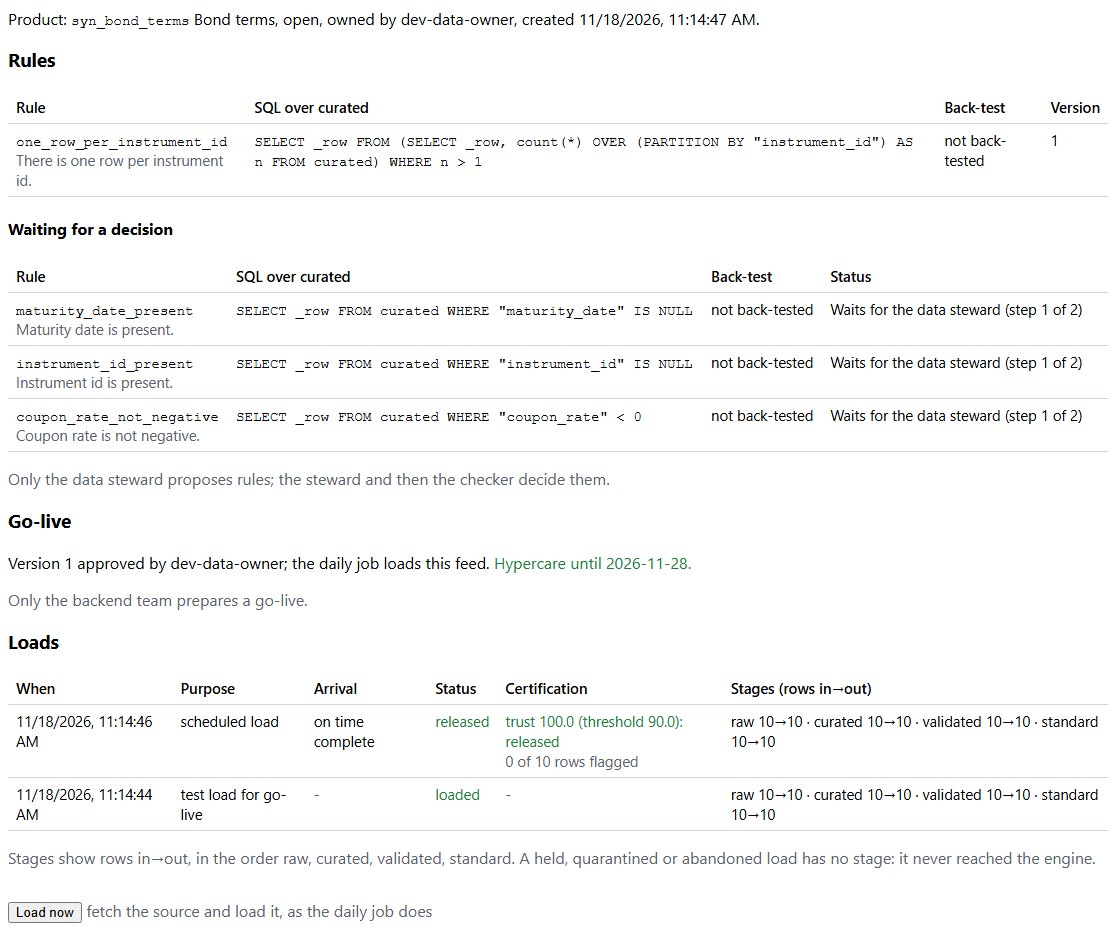 Product: syn_bond_terms Bond terms, open, owned by dev-data-owner, created 11/18/2026, 11:14:47 AM.
Rules
Rule SQL over curated Back-test Version
one_row_per_instrument_id SELECT _row FROM (SELECT _row, count(*) OVER (PARTITION BY "instrument_id") AS not back- 1
There is one row per instrument n FROM curated) WHERE n > 1 tested
id.
Waiting for a decision
Rule SQL over curated Back-test Status
maturity_date_present SELECT _row FROM curated WHERE "maturity_date" IS NULL not back-tested Waits for the data steward (step 1 of 2)
Maturity date is present.
instrument_id_present SELECT _row FROM curated WHERE "instrument_id" IS NULL not back-tested Waits for the data steward (step 1 of 2)
Instrument id is present.
coupon_rate_not_negative SELECT _row FROM curated WHERE "coupon_rate" < 0 not back-tested Waits for the data steward (step 1 of 2)
Coupon rate is not negative.
Only the data steward proposes rules; the steward and then the checker decide them.
Go-live
Version 1 approved by dev-data-owner; the daily job loads this feed. Hypercare until 2026-11-28.
Only the backend team prepares a go-live.
Loads
When Purpose Arrival Status Certification Stages (rows in→out)
11/18/2026, 11:14:46 scheduled load on time released trust 100.0 (threshold 90.0): raw 10→10 · curated 10→10 · validated 10→10 · standard
AM complete released 10→10
0 of 10 rows flagged
11/18/2026, 11:14:44 test load for go- - loaded - raw 10→10 · curated 10→10 · validated 10→10 · standard
AM live 10→10
Stages show rows in→out, in the order raw, curated, validated, standard. A held, quarantined or abandoned load has no stage: it never reached the engine.
Load now fetch the source and load it, as the daily job does